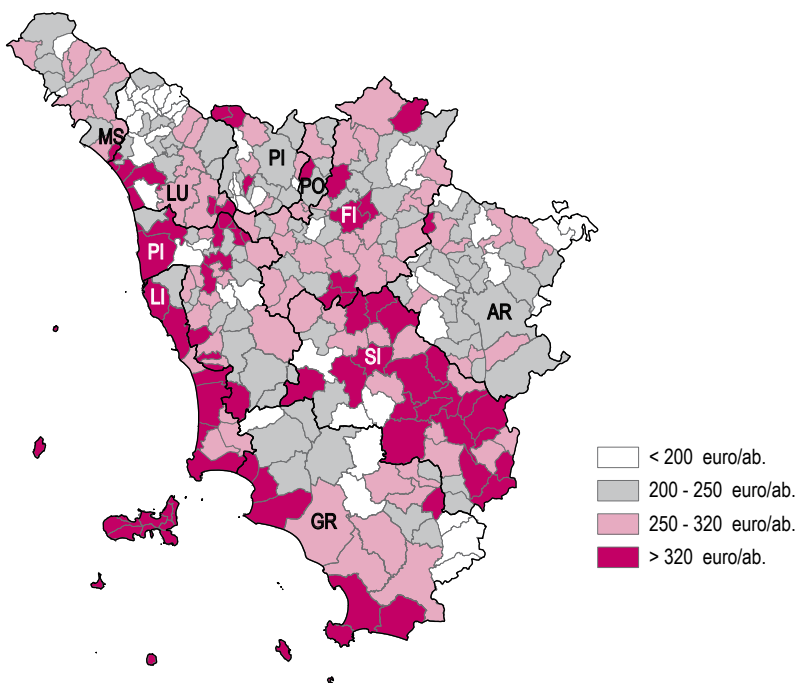 MS
PI
PO
LU
FI
PI
LI
AR
SI
GR
< 200 euro/ab.
200 - 250 euro/ab.
250 - 320 euro/ab.
> 320 euro/ab.